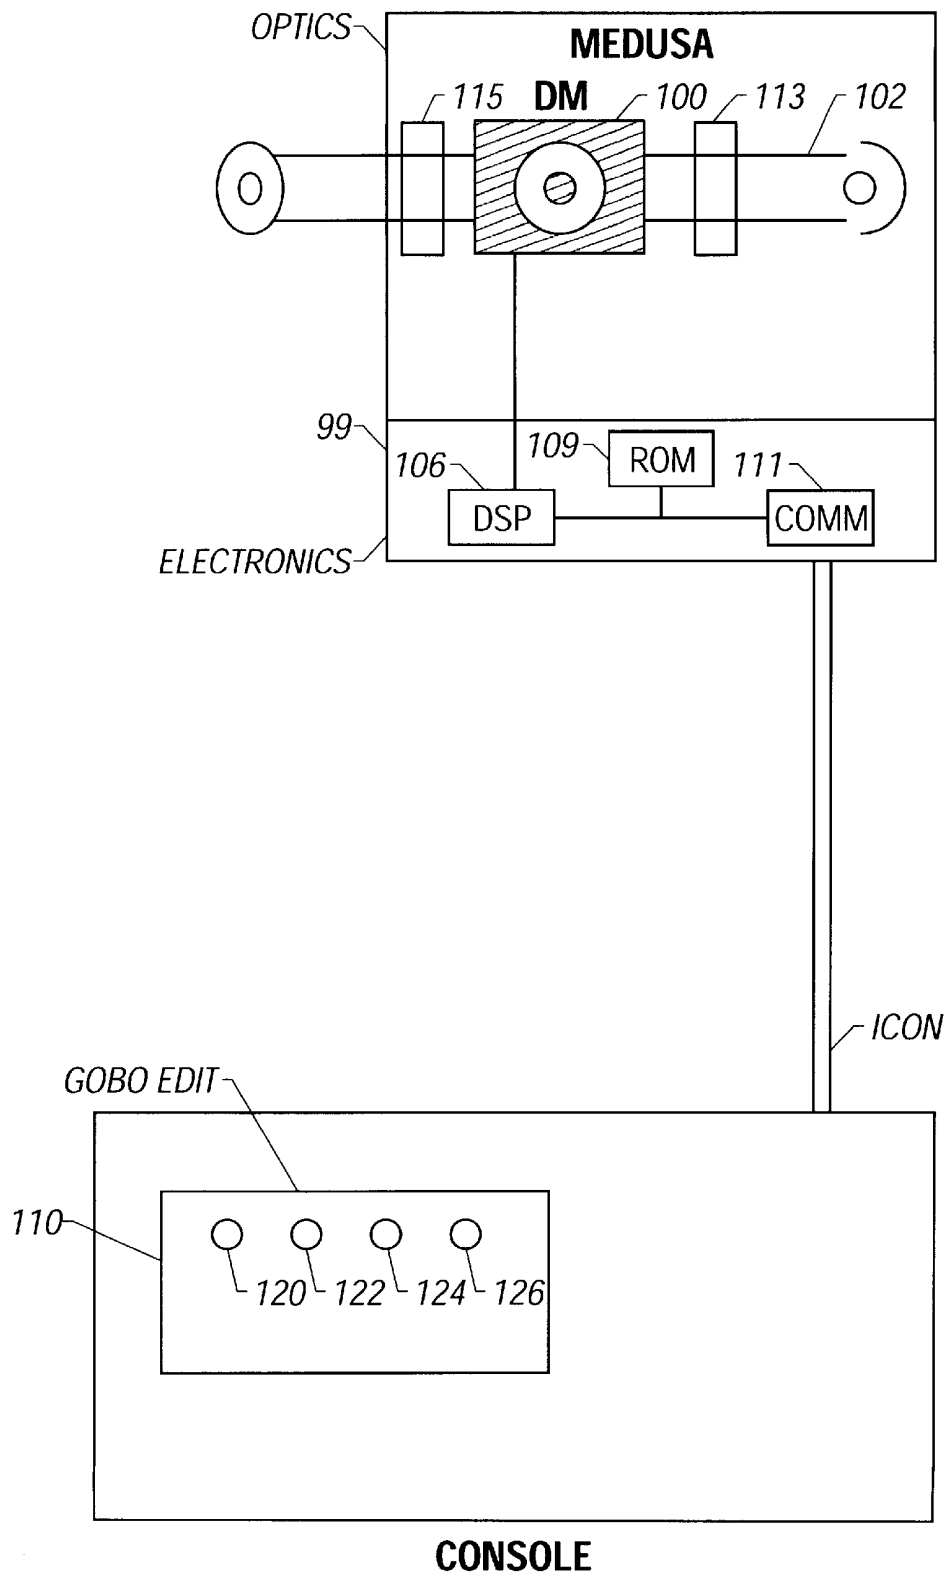 OPTICS
MEDUSA
115
DM
100
113
102
99
109
ROM
106
111
DSP
COMM
ELECTRONICS
ICON
GOBO EDIT
110
120
122
124
126
CONSOLE